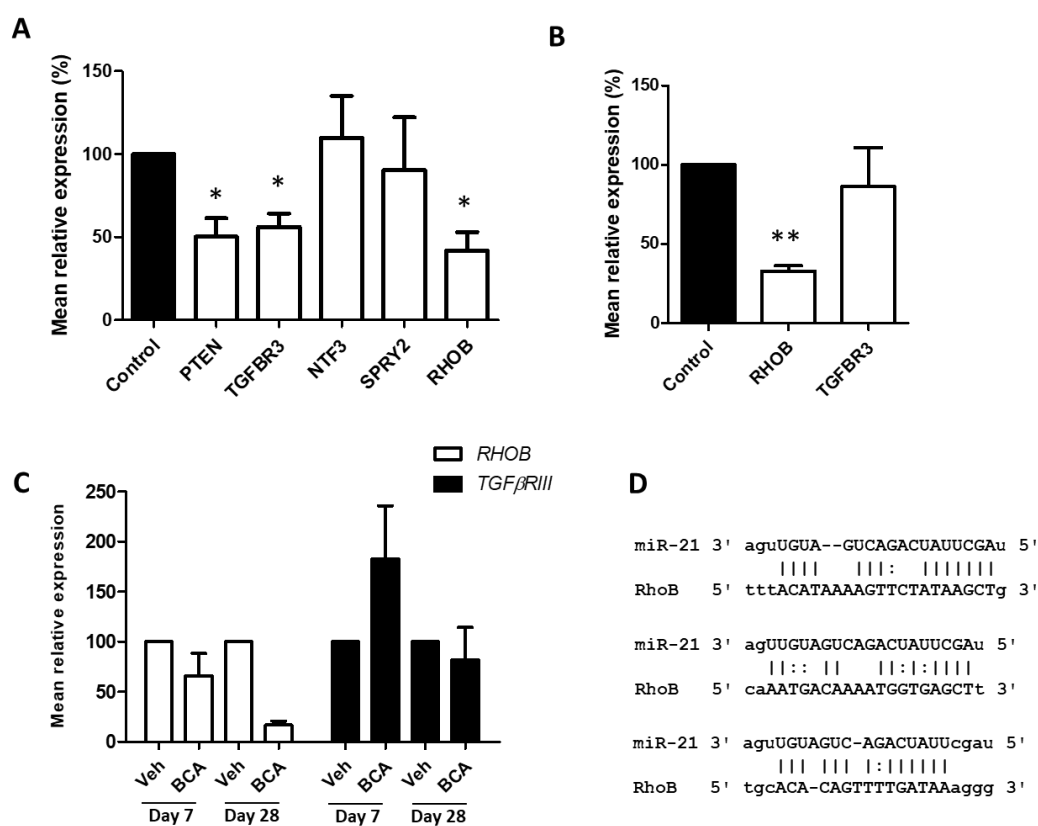 A
Mean relative expression (%)
150
100
50
0
Control
PTEN
TGFBR3
NTF3
SPRY2
RHOB
*
*
*
B
Mean relative expression (%)
150
100
50
0
Control
RHOB
TGFBR3
**
C
RHOB
TGFβRIII
Mean relative expression
250
200
150
100
50
0
Veh BCA Veh BCA Veh BCA Veh BCA
Day 7 Day 28 Day 7 Day 28
D
miR-21 3' aguUGUA--GUCAGACUAUUCGAu 5'
|||| |||: |||||||
RhoB 5' tttACATAAAAGTTCTATAAGCTg 3'
miR-21 3' agUUGUAGUCAGACUAUUCGAu 5'
||:: || ||:|:||||
RhoB 5' caAATGACAAAATGGTGAGCTt 3'
miR-21 3' aguUGUAGUC-AGACUAUUcgau 5'
||| ||| |:||||||
RhoB 5' tgcACA-CAGTTTTGATAAaggg 3'